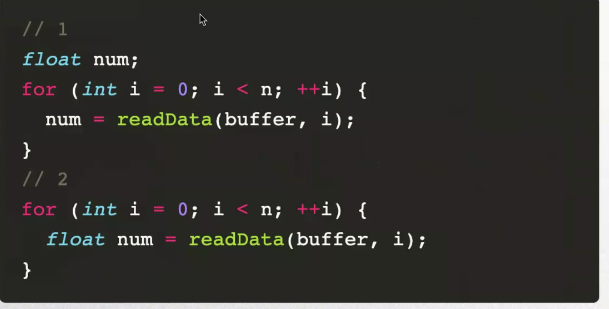 // 1
float num;
for (int i = 0; i < n; ++i) {
  num = readData(buffer, i);
}
// 2
for (int i = 0; i < n; ++i) {
  float num = readData(buffer, i);
}